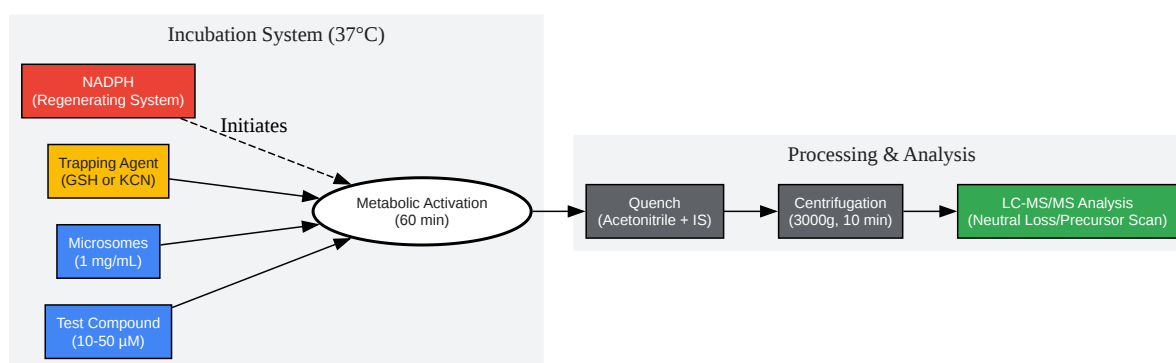 Incubation System (37°C)
NADPH
(Regenerating System)
Initiates
Trapping Agent
(GSH or KCN)
Metabolic Activation
(60 min)
Microsomes
(1 mg/mL)
Test Compound
(10-50 µM)
Processing & Analysis
Quench
(Acetonitrile + IS)
Centrifugation
(3000g, 10 min)
LC-MS/MS Analysis
(Neutral Loss/Precursor Scan)